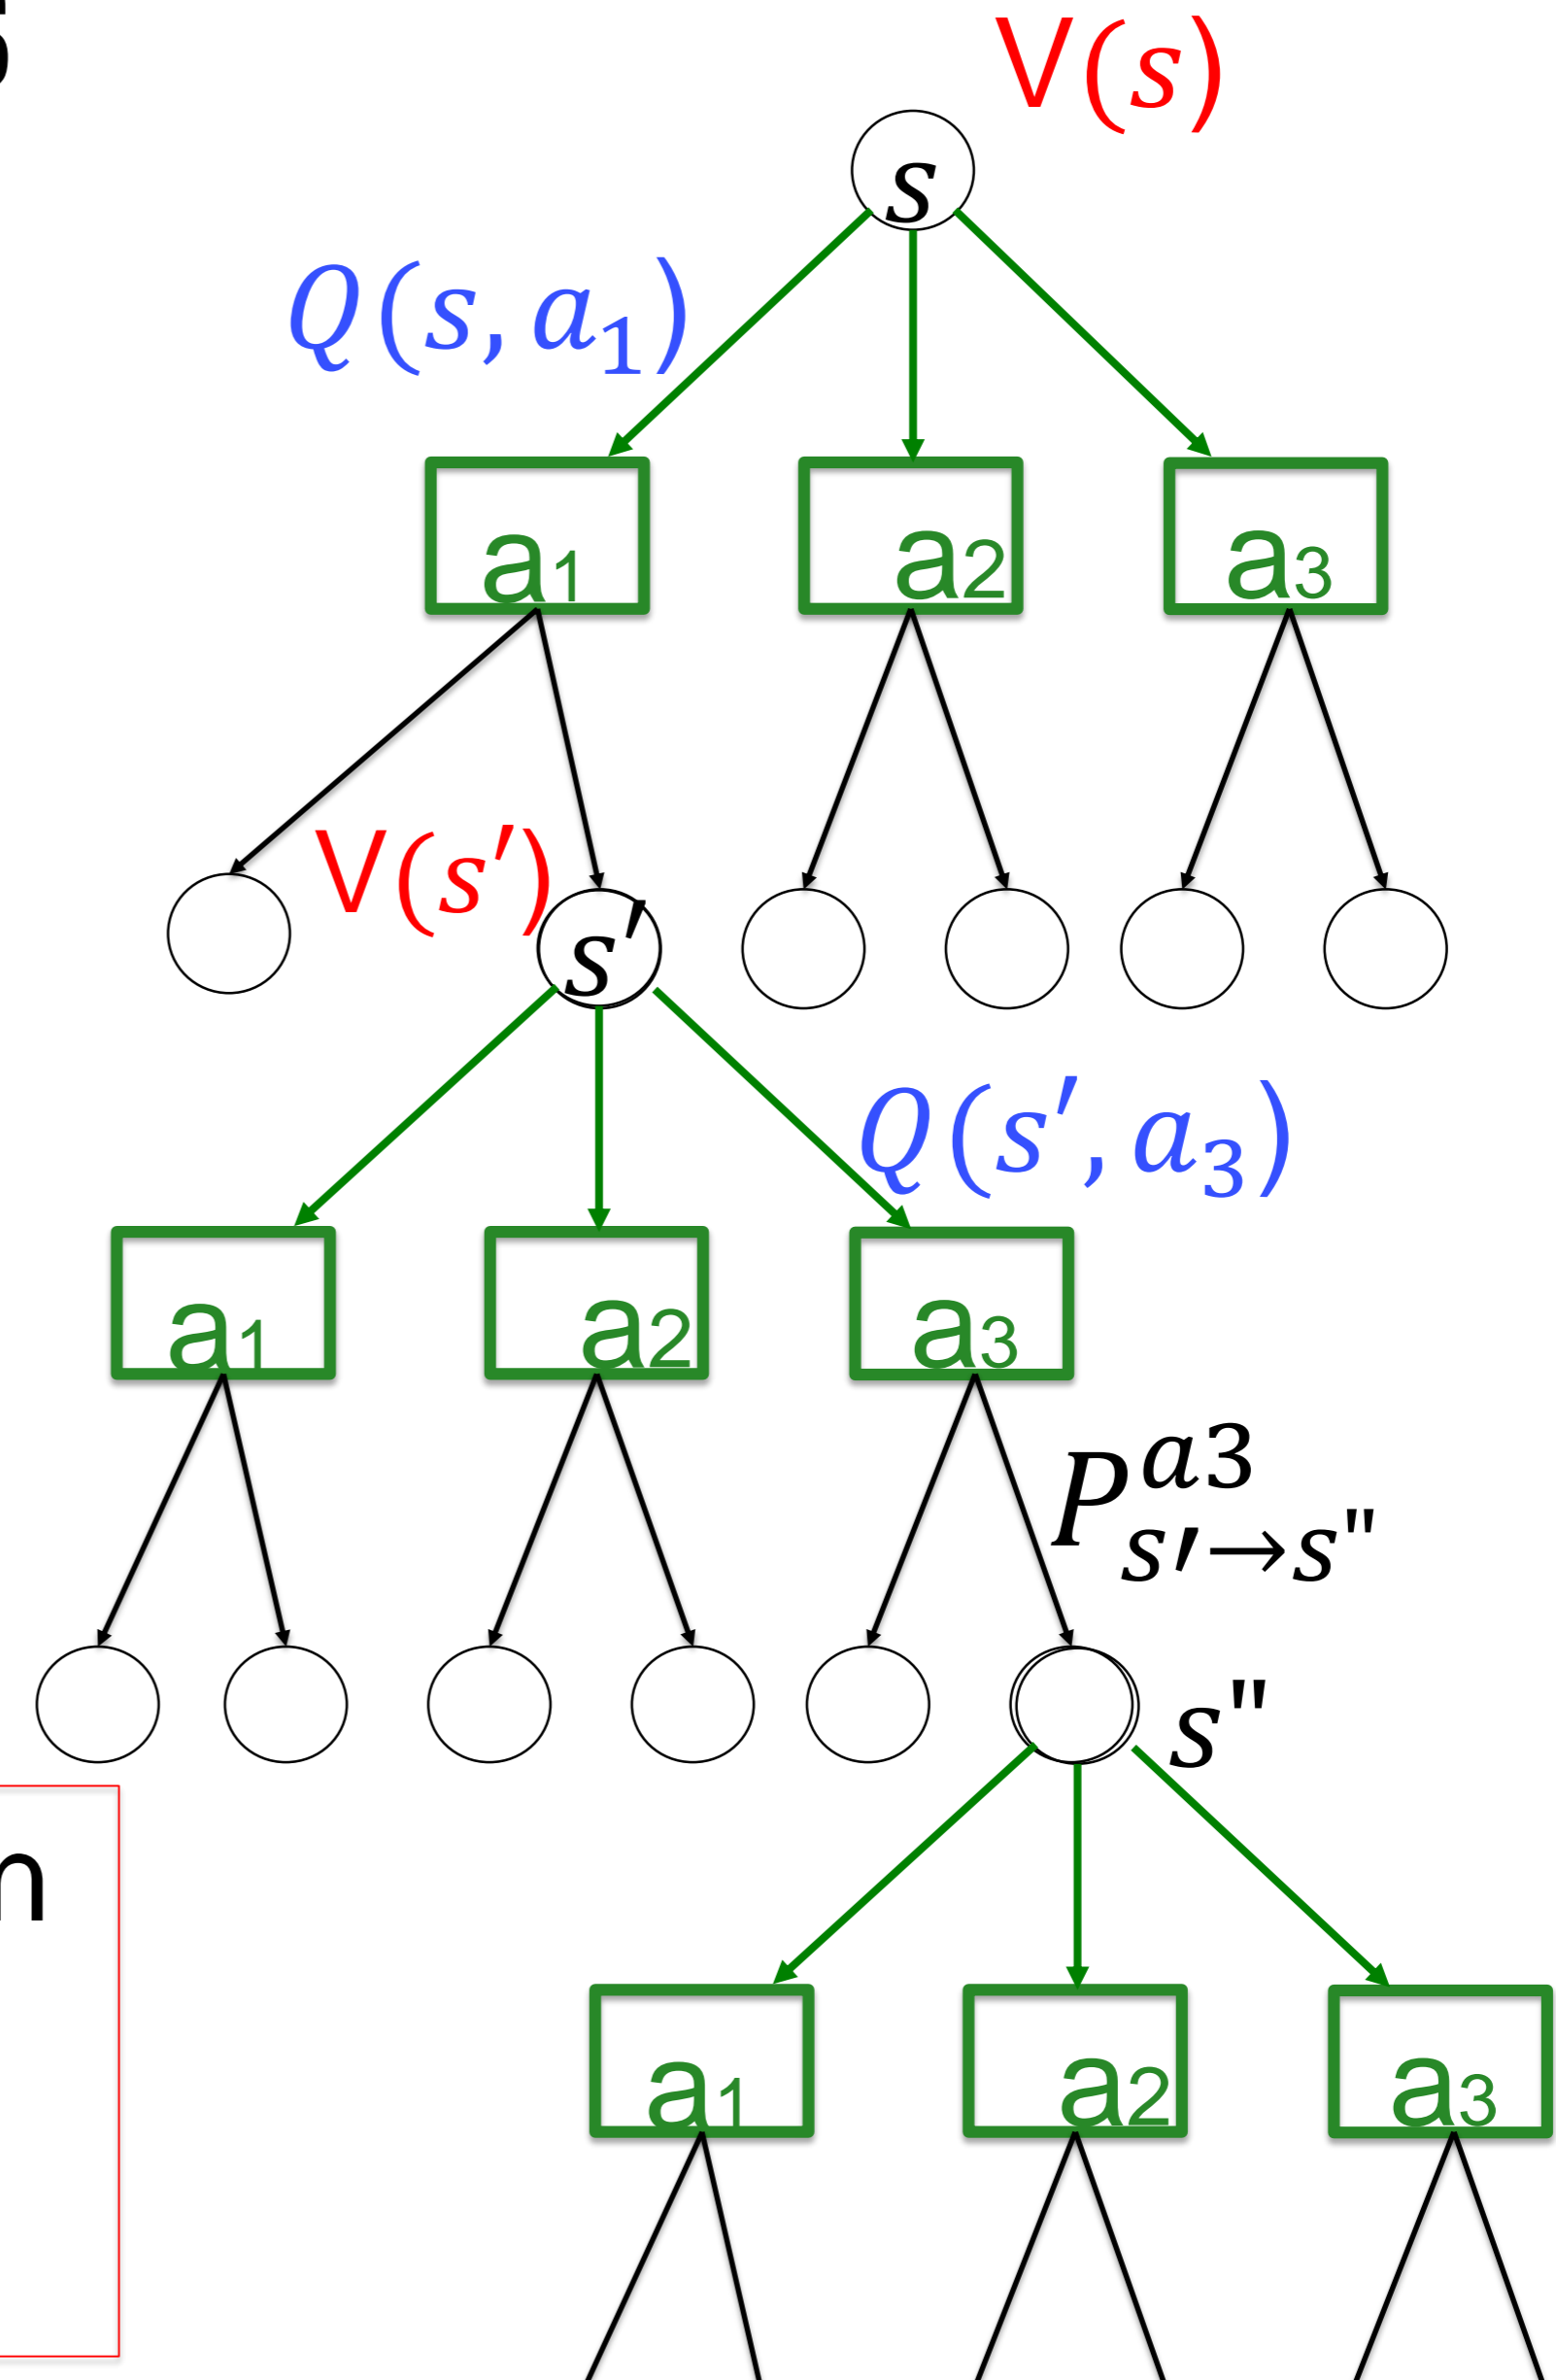 V(s)
s
Q(s, a₁)
a1 a2 a3
V(s′)
s′
Q(s′, a₃)
a1 a2 a3
P^{a3}_{s′→s"}
s"
n
a1 a2 a3